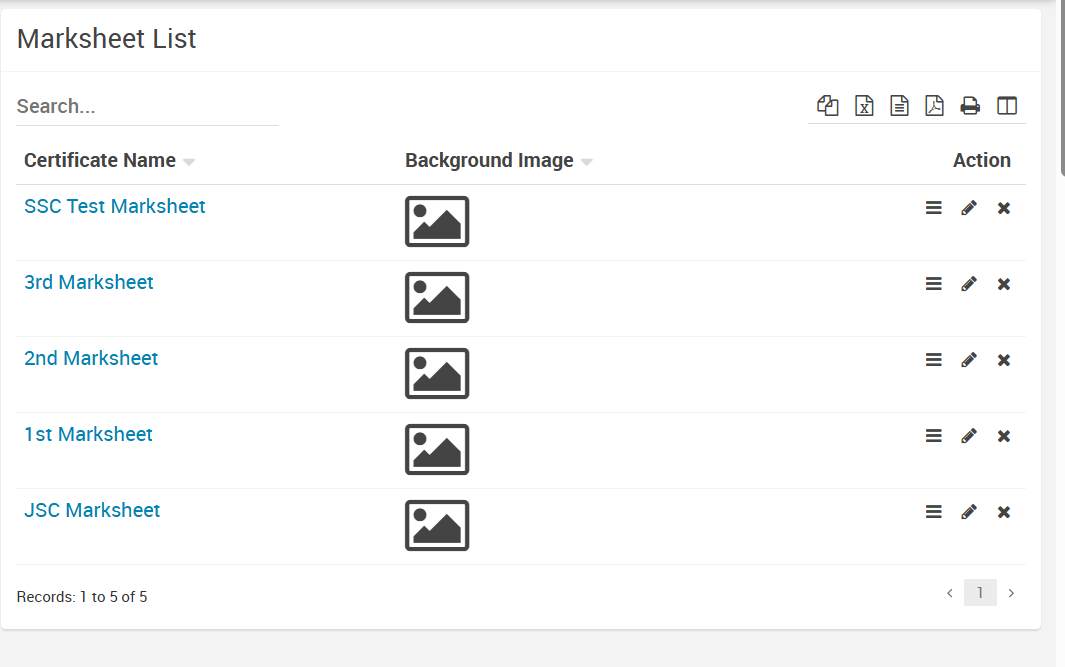 Marksheet List
Search...
Certificate Name Background Image Action
SSC Test Marksheet
3rd Marksheet
2nd Marksheet
1st Marksheet
JSC Marksheet
Records: 1 to 5 of 5
1